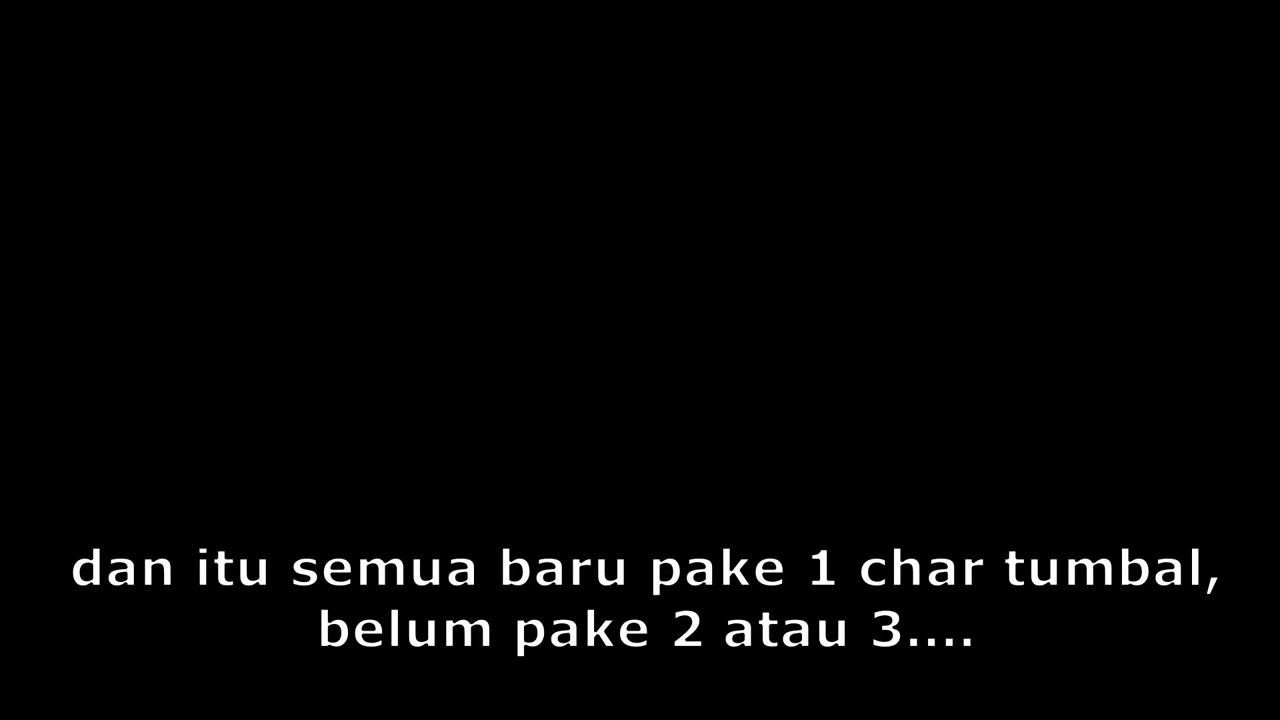 dan itu semua baru pake 1 char tumbal,
belum pake 2 atau 3....